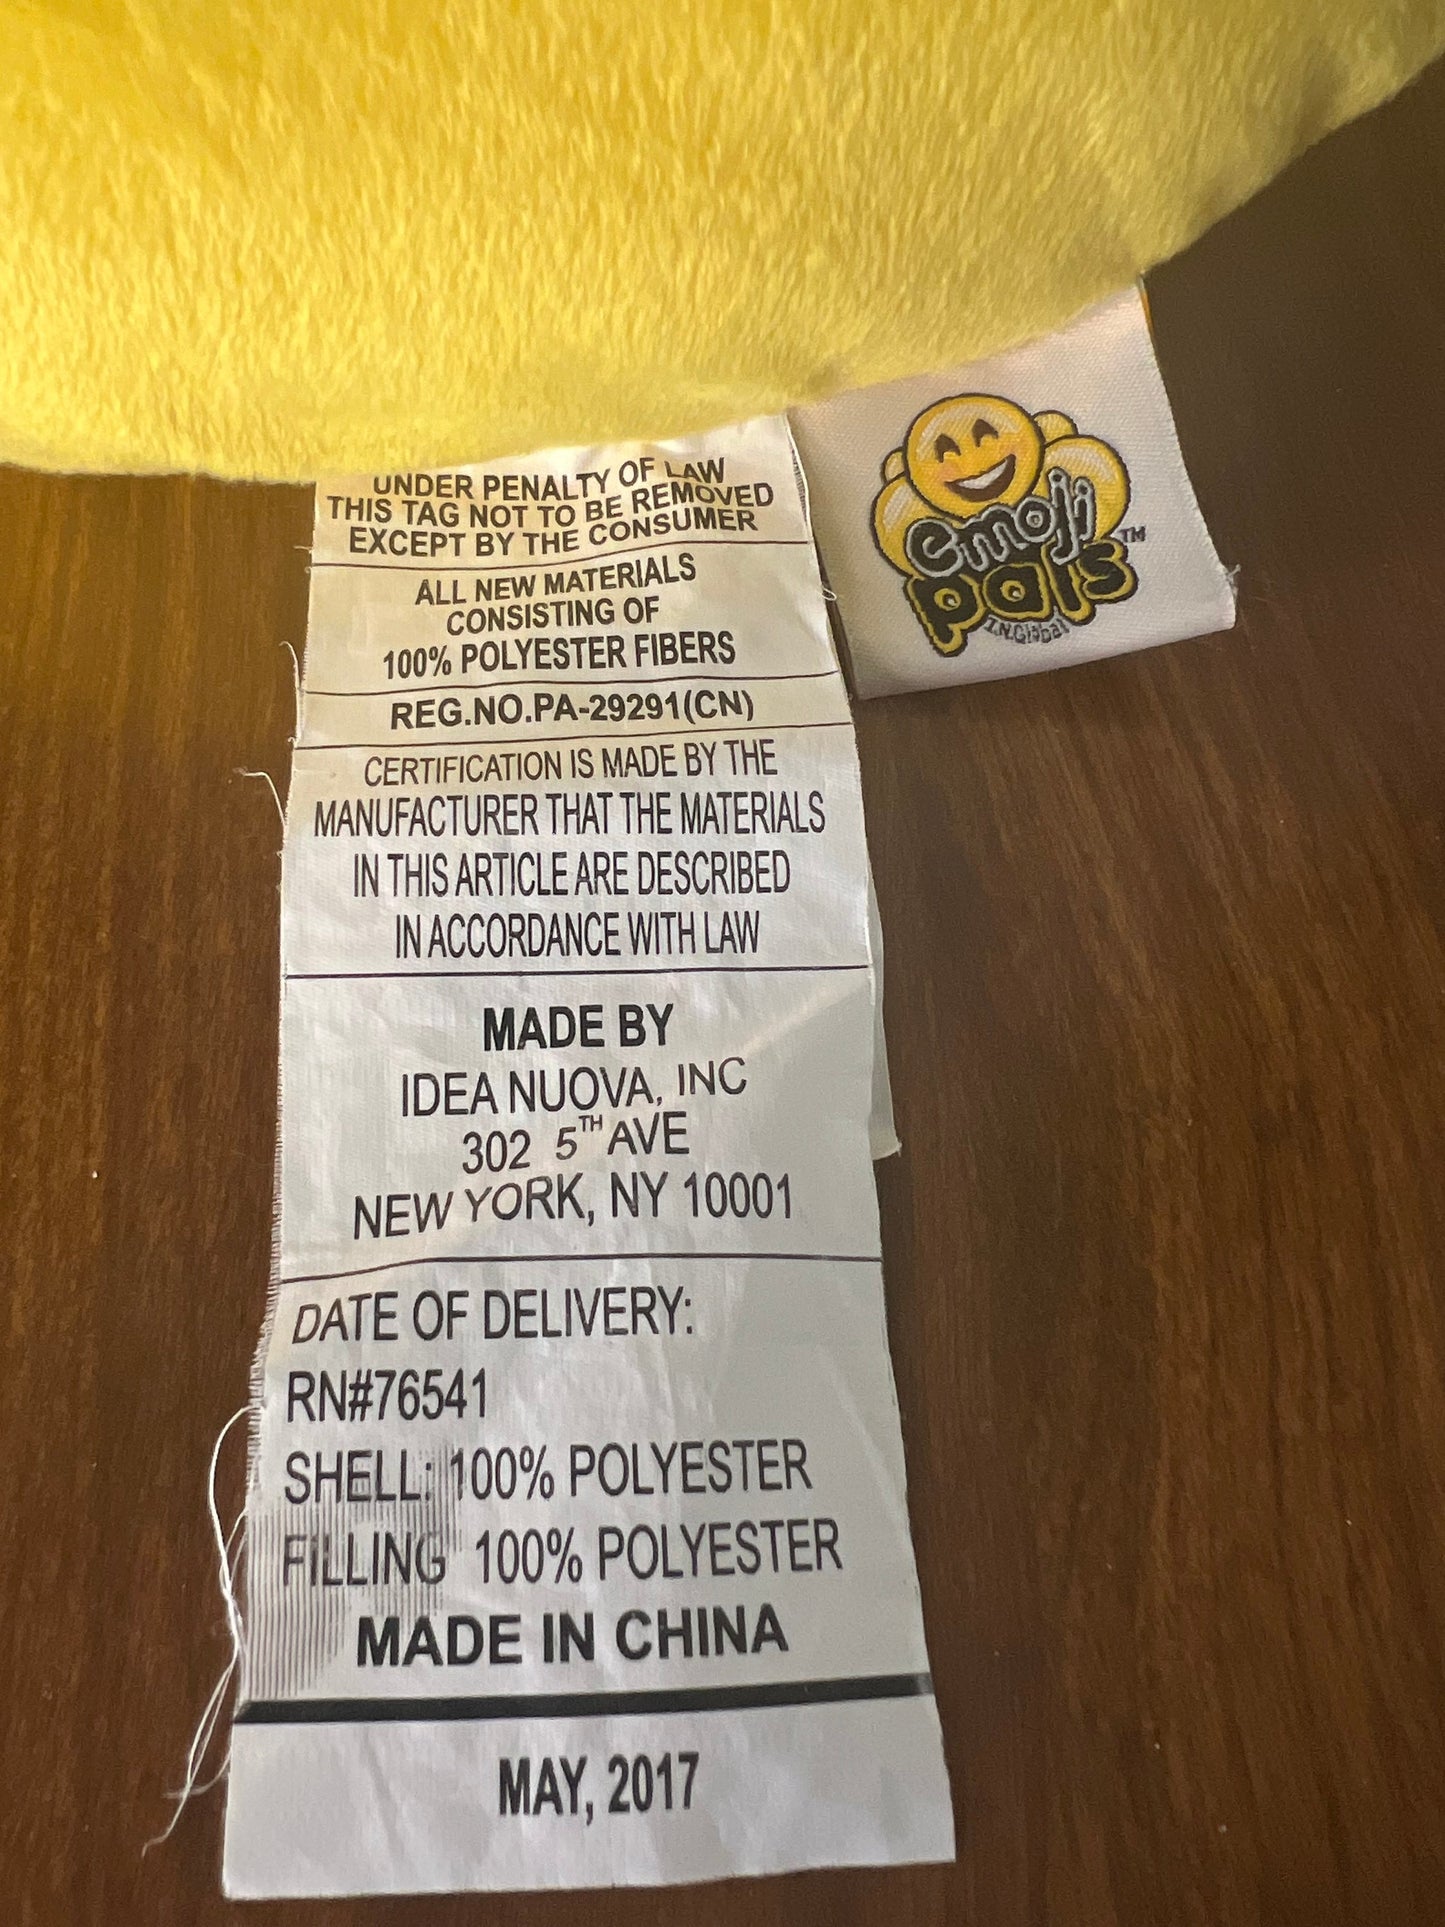 UNDER PENALTY OF LAW
THIS TAG NOT TO BE REMOVED
EXCEPT BY THE CONSUMER
ALL NEW MATERIALS
CONSISTING OF
100% POLYESTER FIBERS
REG.NO.PA-29291(CN)
CERTIFICATION IS MADE BY THE
MANUFACTURER THAT THE MATERIALS
IN THIS ARTICLE ARE DESCRIBED
IN ACCORDANCE WITH LAW
MADE BY
IDEA NUOVA, INC
302 5TH AVE
NEW YORK, NY 10001
DATE OF DELIVERY:
RN#76541
SHELL: 100% POLYESTER
FILLING 100% POLYESTER
MADE IN CHINA
MAY, 2017
emoji
pals™
I.N.Global